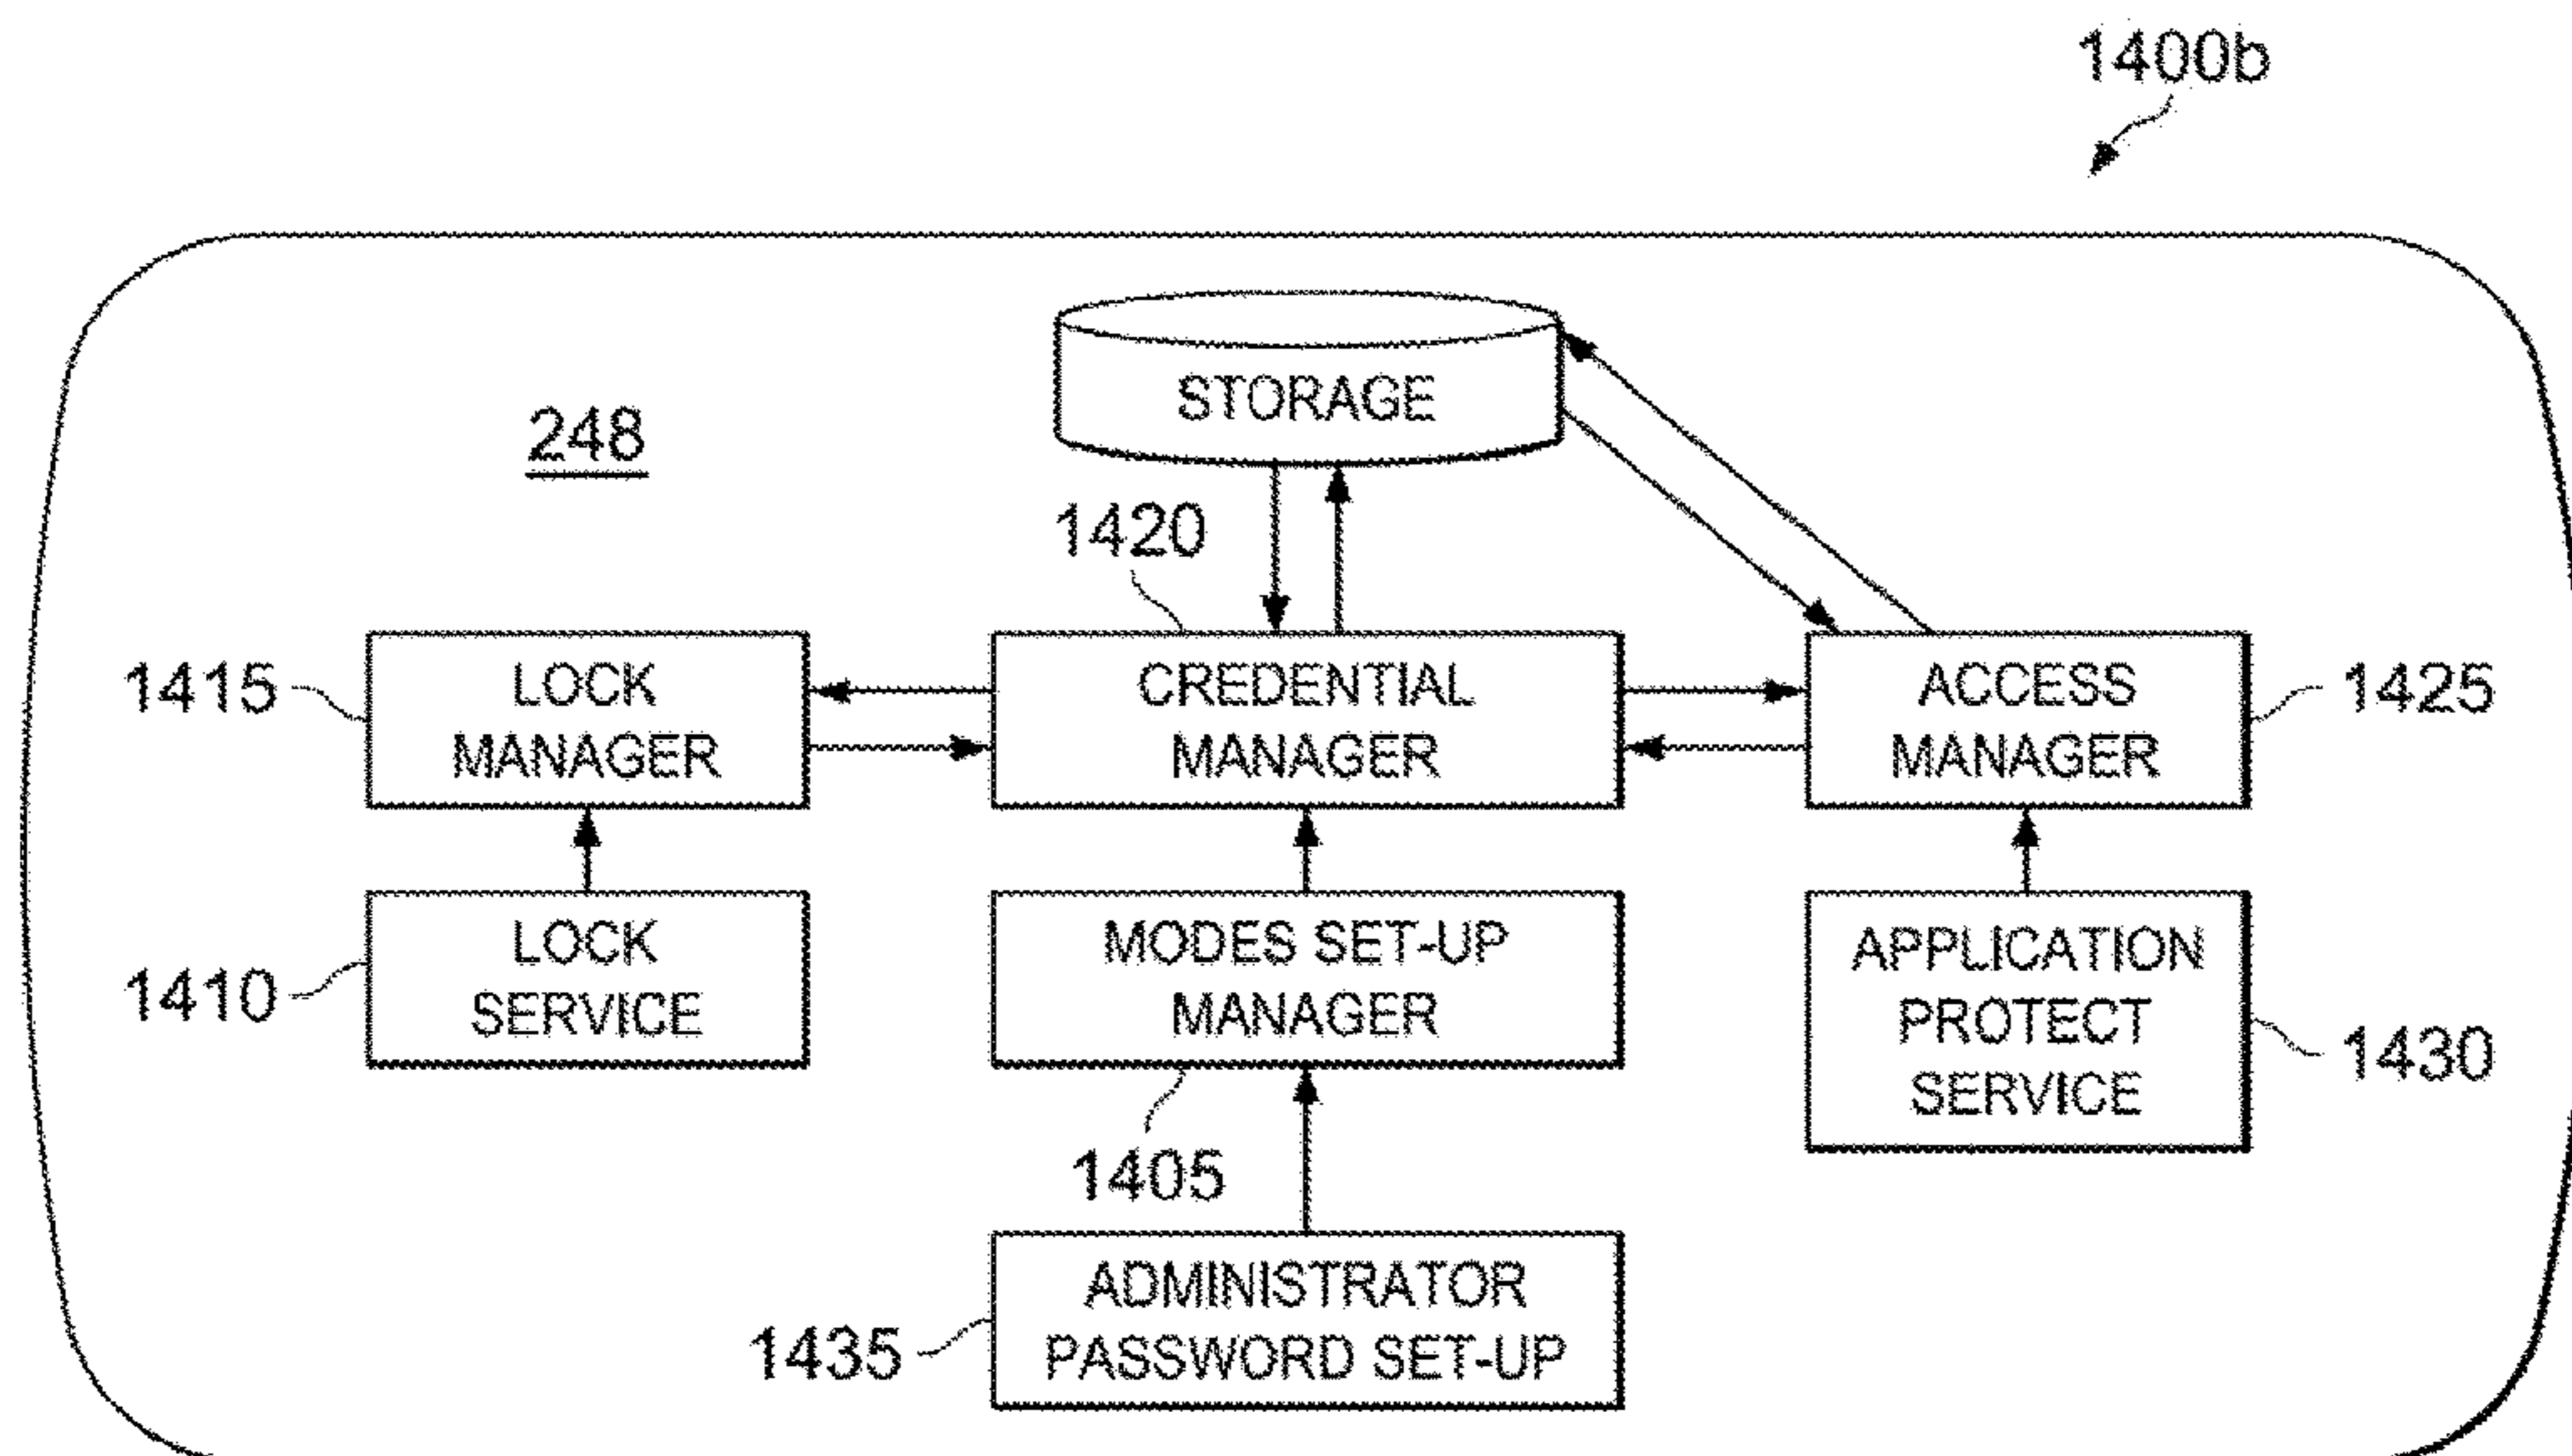 1400b
STORAGE
248
1420
1415
LOCK
MANAGER
CREDENTIAL
MANAGER
ACCESS
MANAGER
1425
1410
LOCK
SERVICE
MODES SET-UP
MANAGER
APPLICATION
PROTECT
SERVICE
1430
1405
1435
ADMINISTRATOR
PASSWORD SET-UP